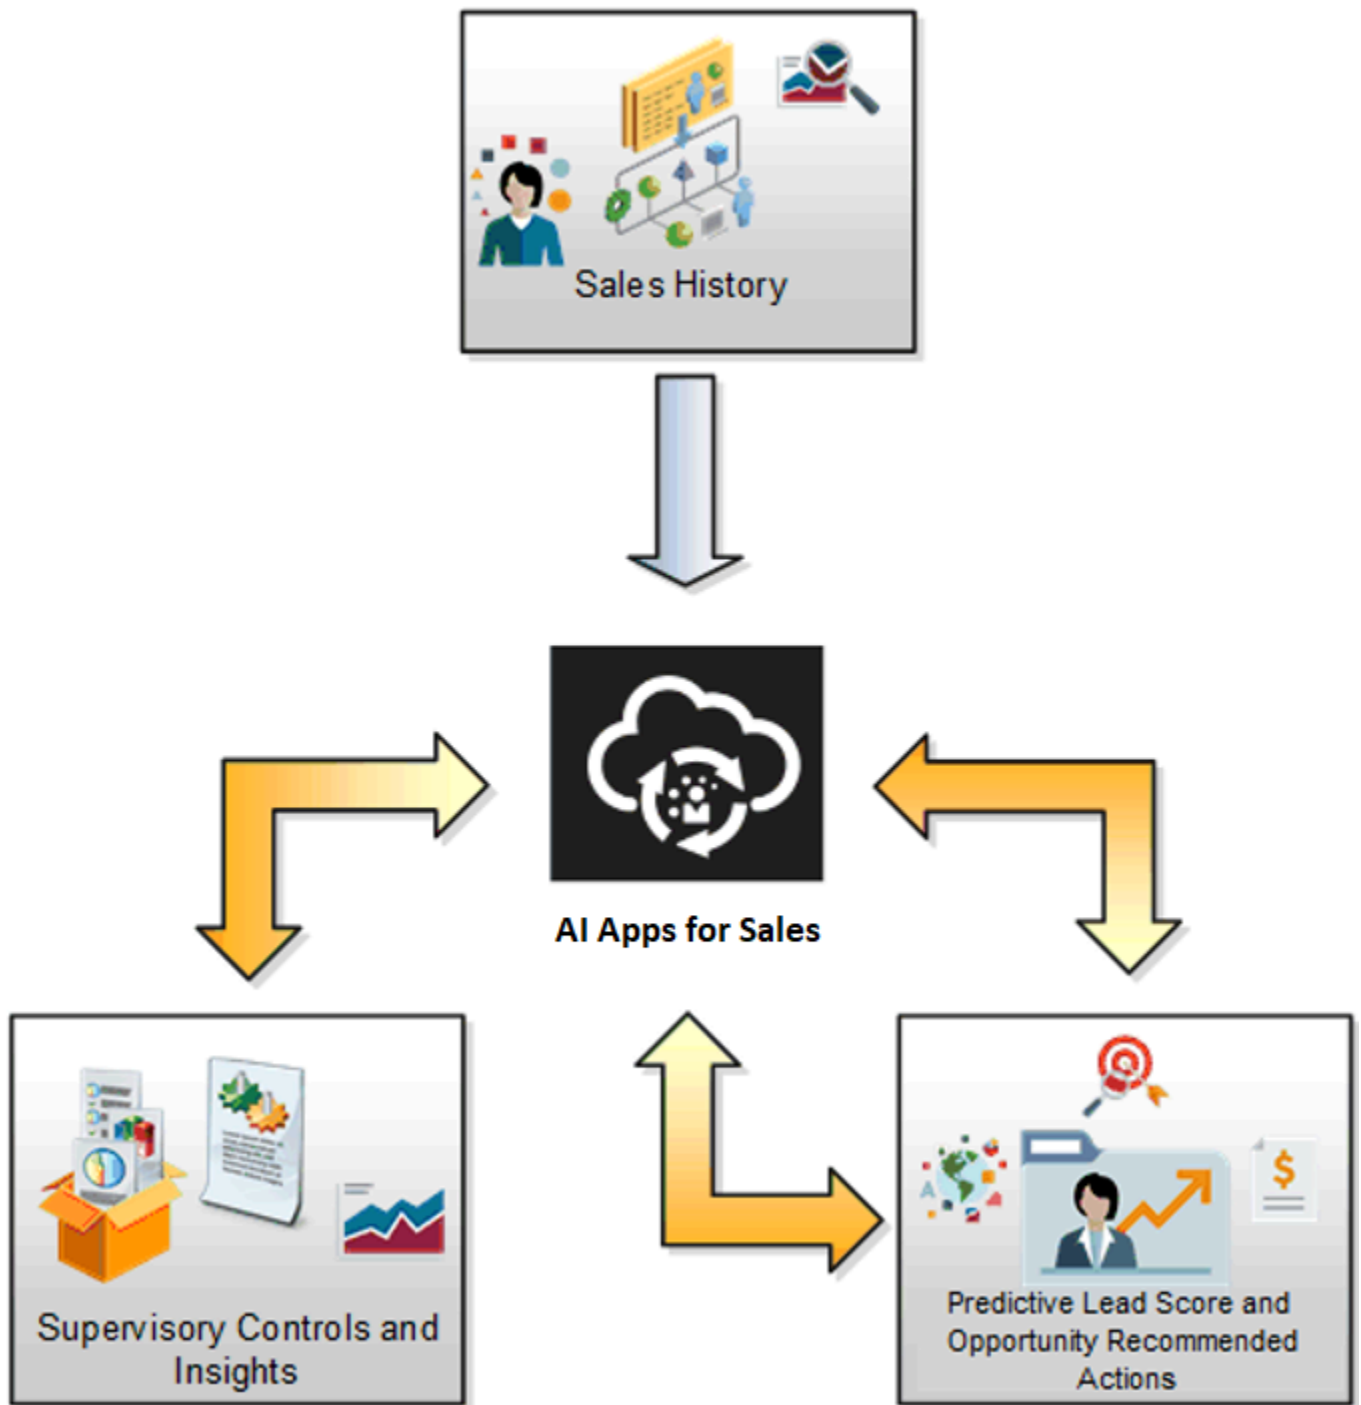 Sales History
AI Apps for Sales
Supervisory Controls and
Insights
$
Predictive Lead Score and
Opportunity Recommended
Actions